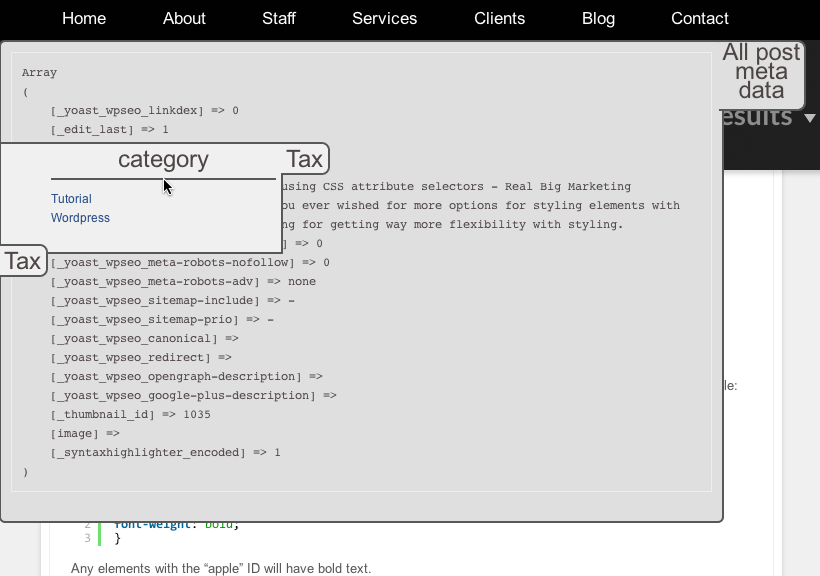 Home About Staff Services Clients Blog Contact
All post
meta
data
esults
Array
(
[_yoast_wpseo_linkdex] => 0
[_edit_last] => 1
category
Tax
using CSS attribute selectors - Real Big Marketing
Tutorial
ou ever wished for more options for styling elements with
Wordpress
ng for getting way more flexibility with styling.
] => 0
Tax
[_yoast_wpseo_meta-robots-nofollow] => 0
[_yoast_wpseo_meta-robots-adv] => none
[_yoast_wpseo_sitemap-include] => -
[_yoast_wpseo_sitemap-prio] => -
[_yoast_wpseo_canonical] =>
[_yoast_wpseo_redirect] =>
[_yoast_wpseo_opengraph-description] =>
le:
[_yoast_wpseo_google-plus-description] =>
[_thumbnail_id] => 1035
[image] =>
[_syntaxhighlighter_encoded] => 1
)
2 font-weight: bold;
3 }
Any elements with the “apple” ID will have bold text.